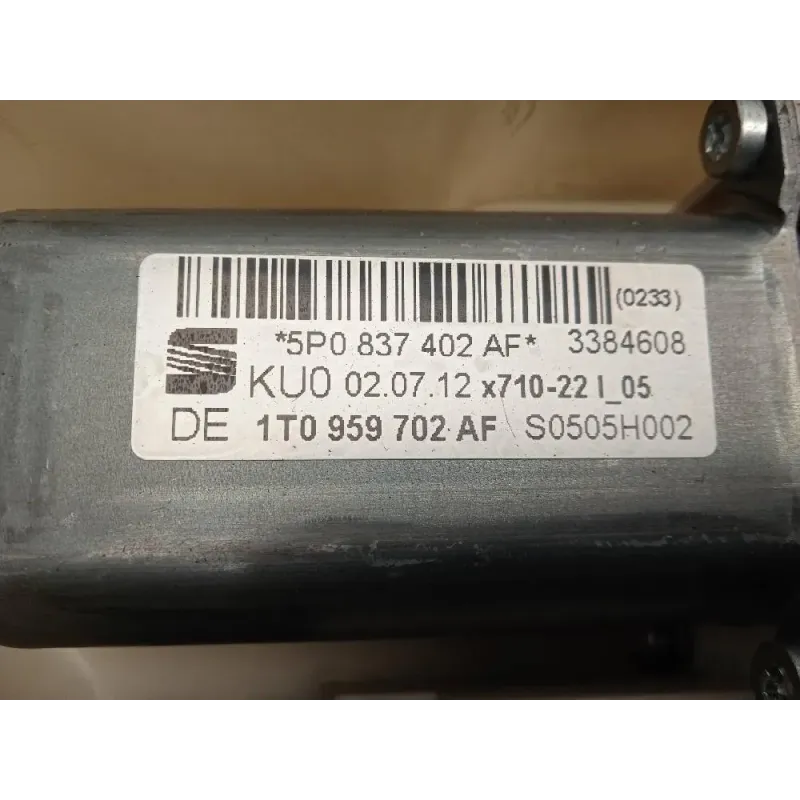 (0233)
*5P0 837 402 AF* 3384608
KU0 02.07.12 x710-22 I_05
DE 1T0 959 702 AF S0505H002